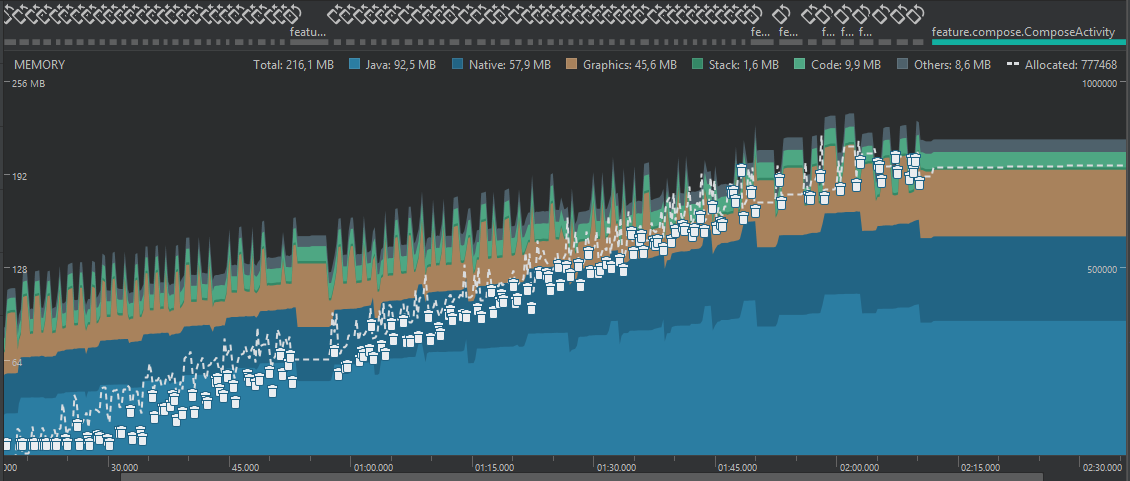 featu...
fe...
fe...
f...
f...
f...
feature.compose.ComposeActivity
MEMORY
Total: 216,1 MB
Java: 92,5 MB
Native: 57,9 MB
Graphics: 45,6 MB
Stack: 1,6 MB
Code: 9,9 MB
Others: 8,6 MB
Allocated: 777468
256 MB
1000000
192
128
500000
64
000
30.000
45.000
01:00.000
01:15.000
01:30.000
01:45.000
02:00.000
02:15.000
02:30.000